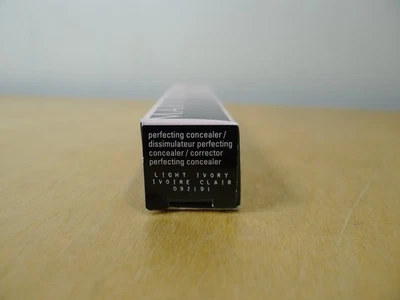 perfecting concealer /
dissimulateur perfecting
concealer / corrector
perfecting concealer
LIGHT IVORY
IVOIRE CLAIR
092191